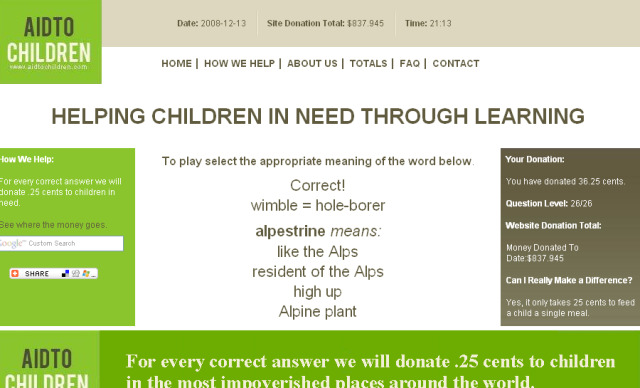 AIDTO
CHILDREN
www.aidtochildren.com
Date: 2008-12-13
Site Donation Total: $837.945
Time: 21:13
HOME | HOW WE HELP | ABOUT US | TOTALS | FAQ | CONTACT
HELPING CHILDREN IN NEED THROUGH LEARNING
How We Help:
For every correct answer we will
donate .25 cents to children in
need.
See where the money goes.
Google™ Custom Search
SHARE
To play select the appropriate meaning of the word below.
Correct!
wimble = hole-borer
alpestrine means:
like the Alps
resident of the Alps
high up
Alpine plant
Your Donation:
You have donated 36.25 cents.
Question Level: 26/26
Website Donation Total:
Money Donated To
Date:$837.945
Can I Really Make a Difference?
Yes, it only takes 25 cents to feed
a child a single meal.
AIDTO
CHILDREN
For every correct answer we will donate .25 cents to children
in the most impoverished places around the world.